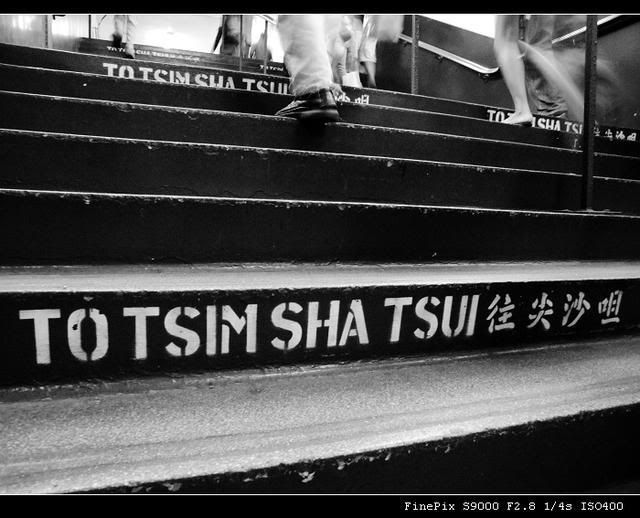 TO TSIM SHA TSUI
TO TSIM SHA TSUI 往尖沙咀
FinePix S9000 F2.8 1/4s ISO400